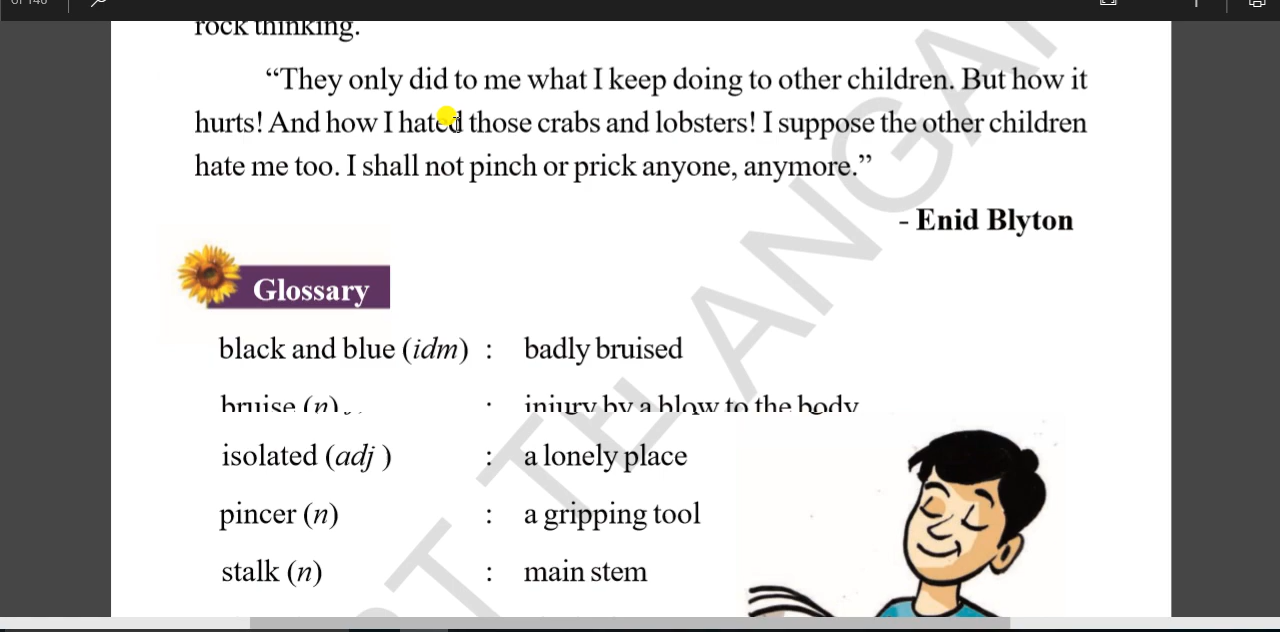 of 146
rock thinking.
“They only did to me what I keep doing to other children. But how it
hurts! And how I hated those crabs and lobsters! I suppose the other children
hate me too. I shall not pinch or prick anyone, anymore.”
- Enid Blyton
Glossary
black and blue (idm) : badly bruised
bruise (n) : injury by a blow to the body
isolated (adj ) : a lonely place
pincer (n) : a gripping tool
stalk (n) : main stem